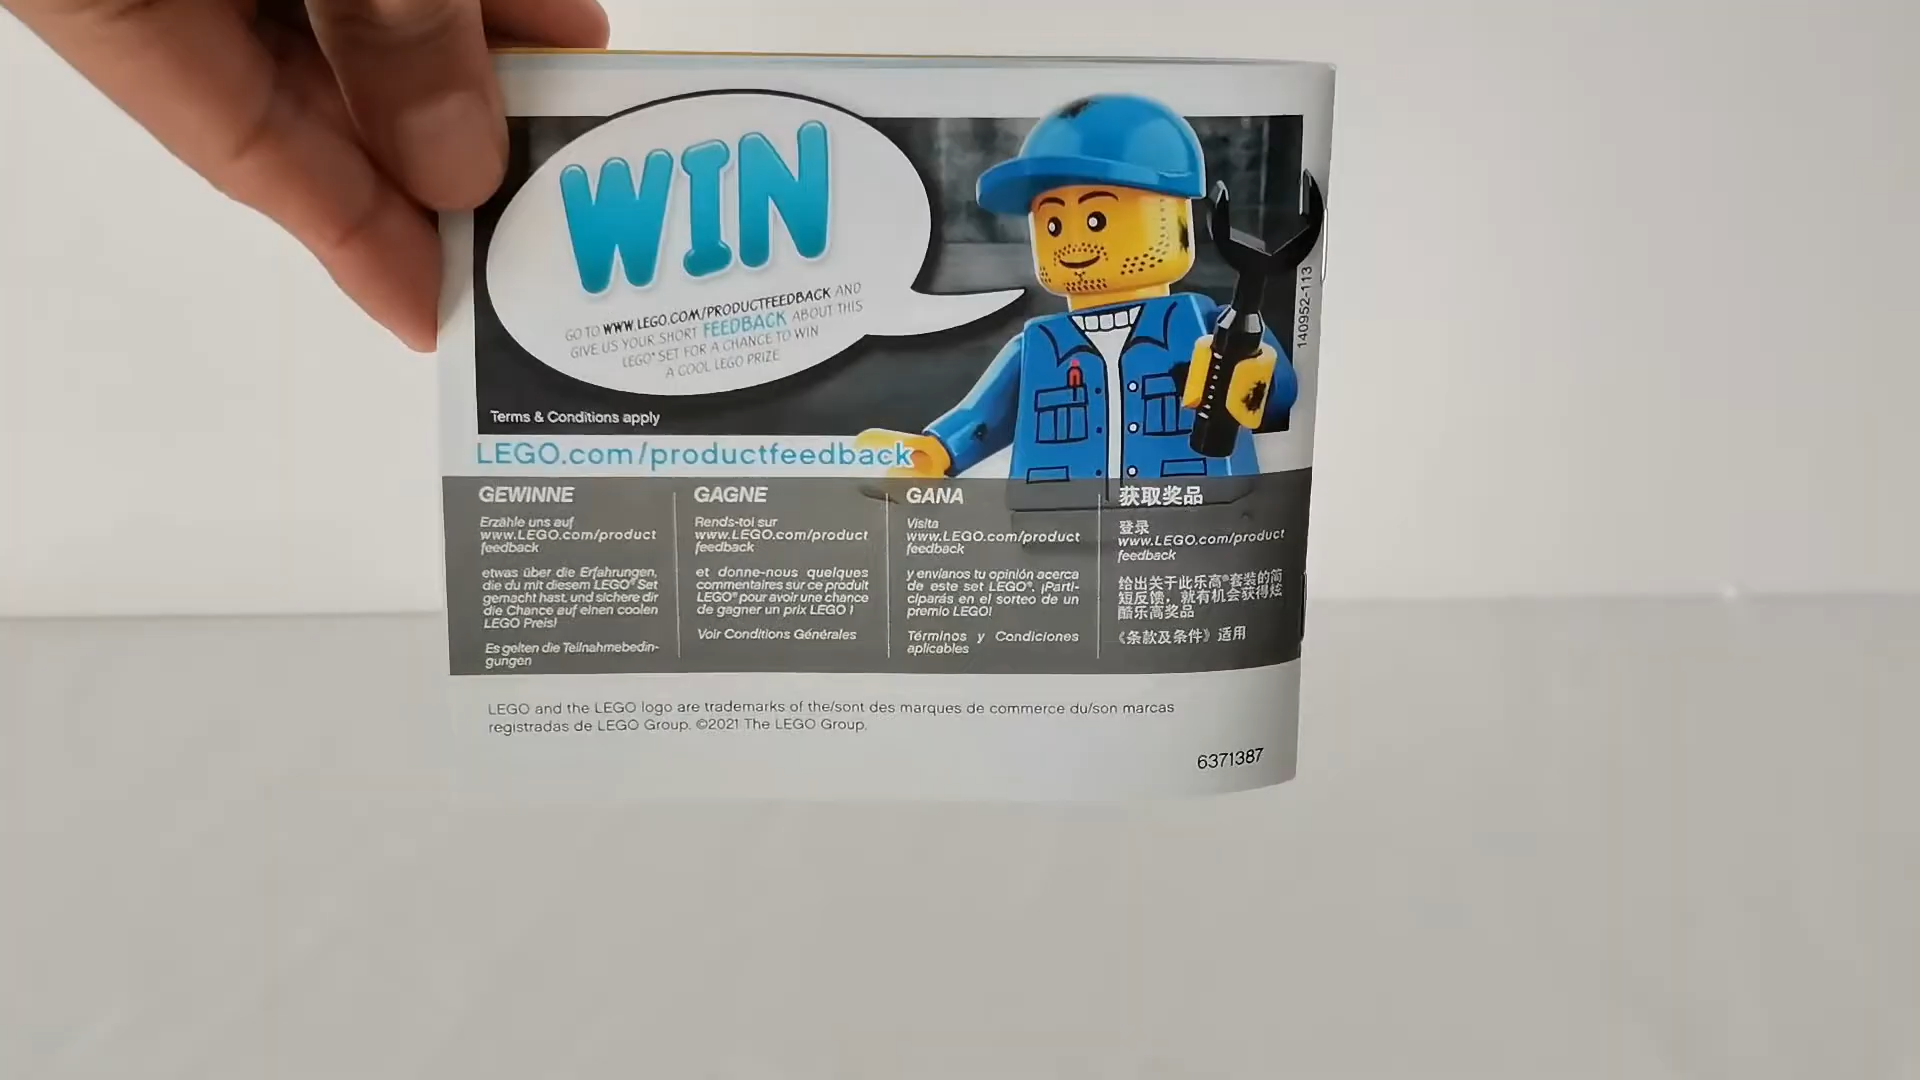 WIN
GO TO WWW.LEGO.COM/PRODUCTFEEDBACK AND
GIVE US YOUR SHORT FEEDBACK ABOUT THIS
LEGO® SET FOR A CHANCE TO WIN
A COOL LEGO PRIZE
Terms & Conditions apply
140952-113
LEGO.com/productfeedback
GEWINNE
Erzähle uns auf
www.LEGO.com/product
feedback
etwas über die Erfahrungen,
die du mit diesem LEGO® Set
gemacht hast, und sichere dir
die Chance auf einen coolen
LEGO Preis!
Es gelten die Teilnahmebedin-
gungen
GAGNE
Rends-toi sur
www.LEGO.com/product
feedback
et donne-nous quelques
commentaires sur ce produit
LEGO® pour avoir une chance
de gagner un prix LEGO !
Voir Conditions Générales
GANA
Visita
www.LEGO.com/product
feedback
y envíanos tu opinión acerca
de este set LEGO®. ¡Parti-
ciparás en el sorteo de un
premio LEGO!
Términos y Condiciones
aplicables
获取奖品
登录
www.LEGO.com/product
feedback
给出关于此乐高®套装的简
短反馈，就有机会获得炫
酷乐高奖品
《条款及条件》适用
LEGO and the LEGO logo are trademarks of the/sont des marques de commerce du/son marcas
registradas de LEGO Group. ©2021 The LEGO Group.
6371387